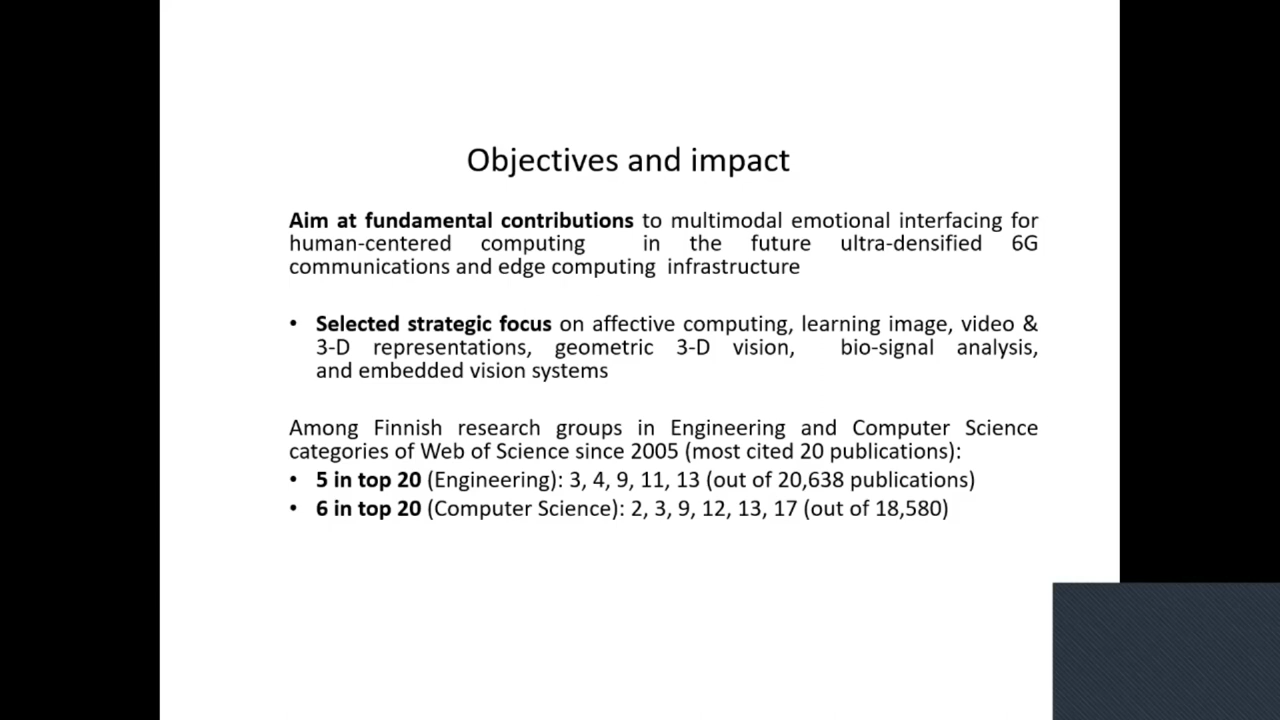 Objectives and impact
Aim at fundamental contributions to multimodal emotional interfacing for
human-centered computing in the future ultra-densified 6G
communications and edge computing infrastructure
• Selected strategic focus on affective computing, learning image, video &
3-D representations, geometric 3-D vision, bio-signal analysis,
and embedded vision systems
Among Finnish research groups in Engineering and Computer Science
categories of Web of Science since 2005 (most cited 20 publications):
• 5 in top 20 (Engineering): 3, 4, 9, 11, 13 (out of 20,638 publications)
• 6 in top 20 (Computer Science): 2, 3, 9, 12, 13, 17 (out of 18,580)